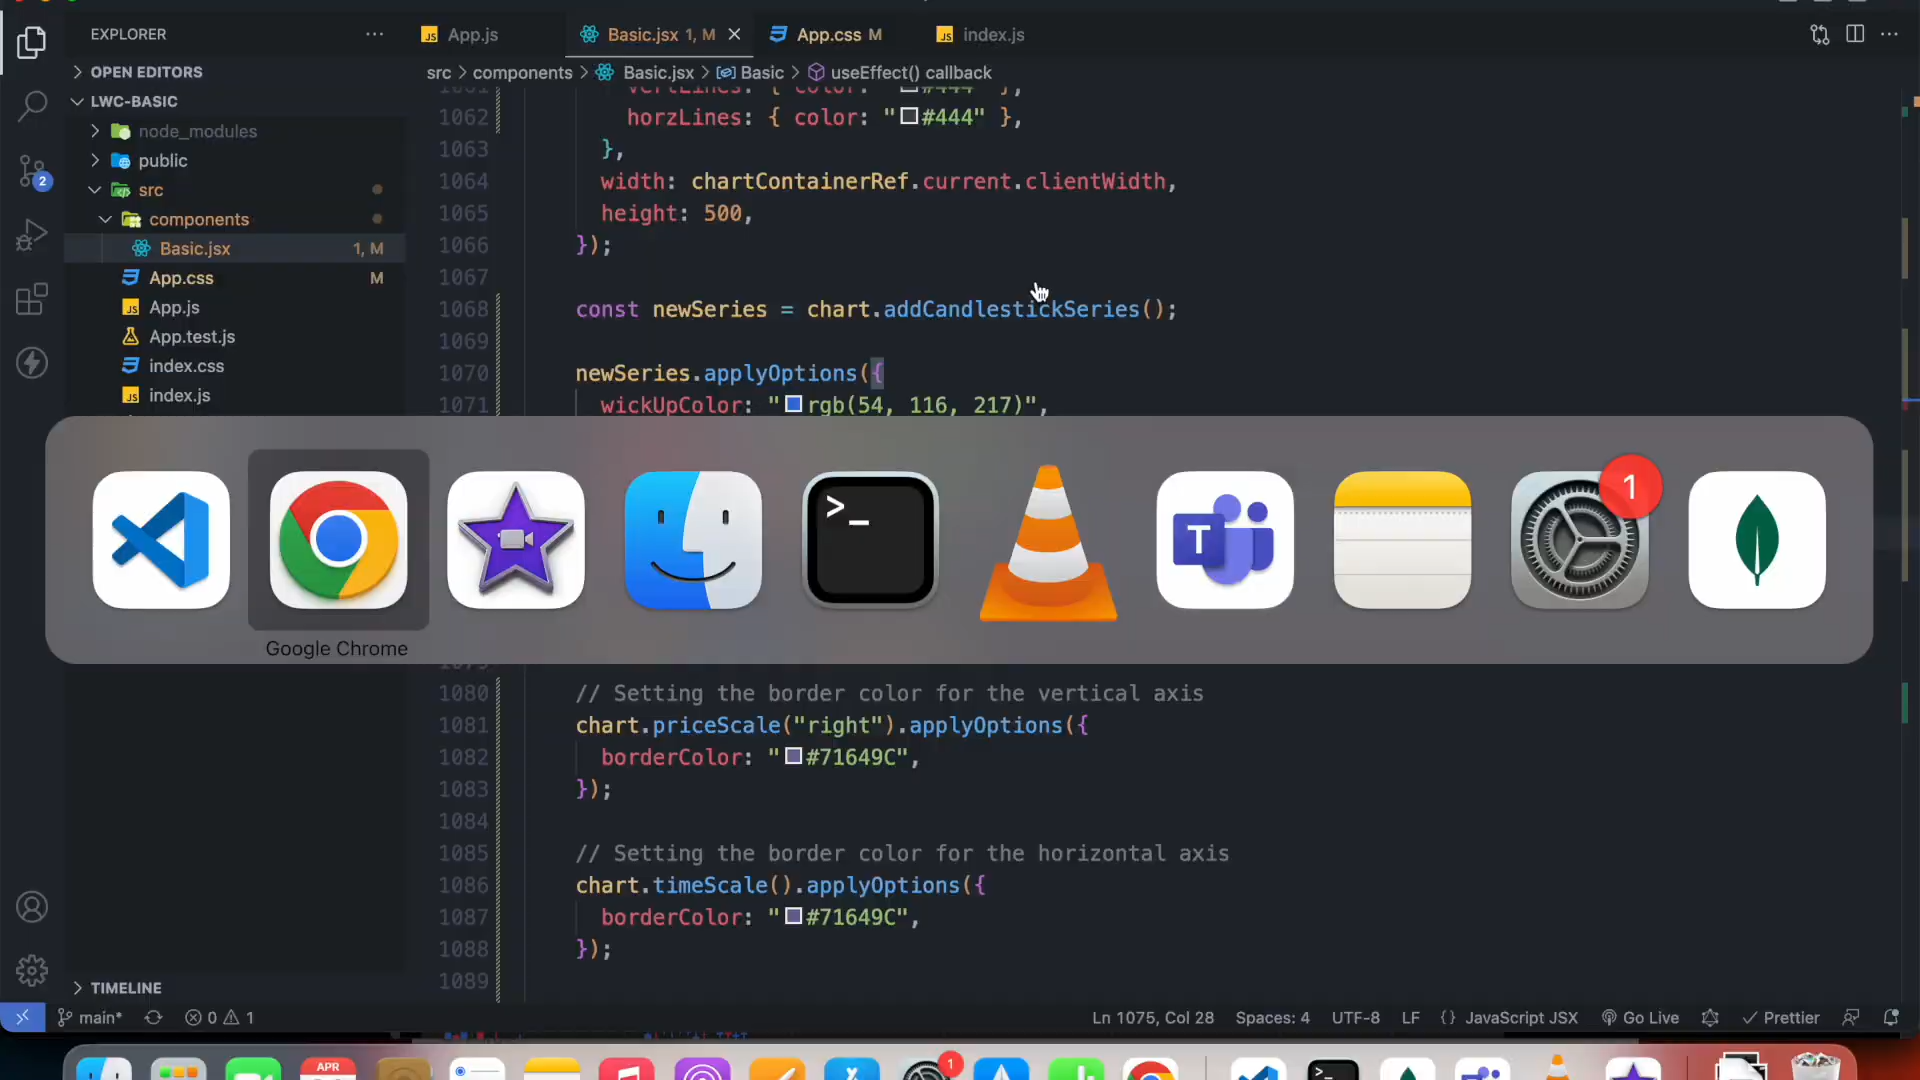 EXPLORER
App.js
Basic.jsx 1, M
App.css M
index.js
OPEN EDITORS
src > components > Basic.jsx > Basic > useEffect() callback
LWC-BASIC
node_modules
public
src
components
Basic.jsx 1, M
App.css M
App.js
App.test.js
index.css
index.js
2
1062 horzLines: { color: "#444" },
1063 },
1064 width: chartContainerRef.current.clientWidth,
1065 height: 500,
1066 });
1067
1068 const newSeries = chart.addCandlestickSeries();
1069
1070 newSeries.applyOptions({
1071 wickUpColor: "rgb(54, 116, 217)",
>_
T
1
Google Chrome
1080 // Setting the border color for the vertical axis
1081 chart.priceScale("right").applyOptions({
1082 borderColor: "#71649C",
1083 });
1084
1085 // Setting the border color for the horizontal axis
1086 chart.timeScale().applyOptions({
1087 borderColor: "#71649C",
1088 });
1089
TIMELINE
main* 0 1
Ln 1075, Col 28 Spaces: 4 UTF-8 LF {} JavaScript JSX Go Live Prettier
APR
1
>_